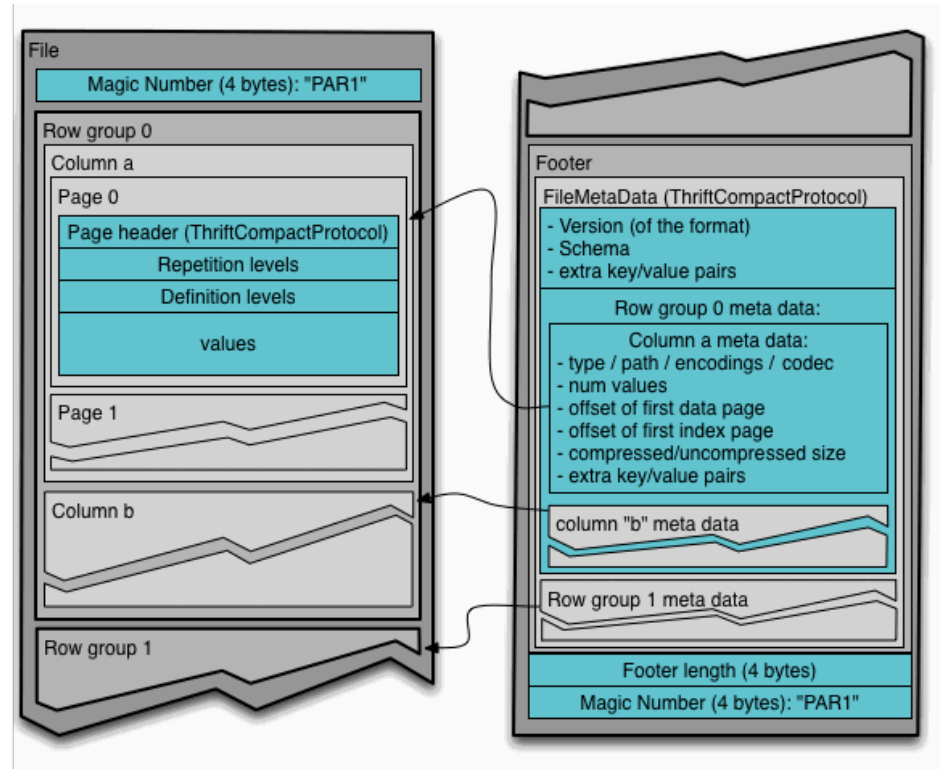 File
Magic Number (4 bytes): "PAR1"
Row group 0
Column a
Page 0
Page header (ThriftCompactProtocol)
Repetition levels
Definition levels
values
Page 1
Column b
Row group 1
Footer
FileMetaData (ThriftCompactProtocol)
- Version (of the format)
- Schema
- extra key/value pairs
Row group 0 meta data:
Column a meta data:
- type / path / encodings / codec
- num values
- offset of first data page
- offset of first index page
- compressed/uncompressed size
- extra key/value pairs
column "b" meta data
Row group 1 meta data
Footer length (4 bytes)
Magic Number (4 bytes): "PAR1"